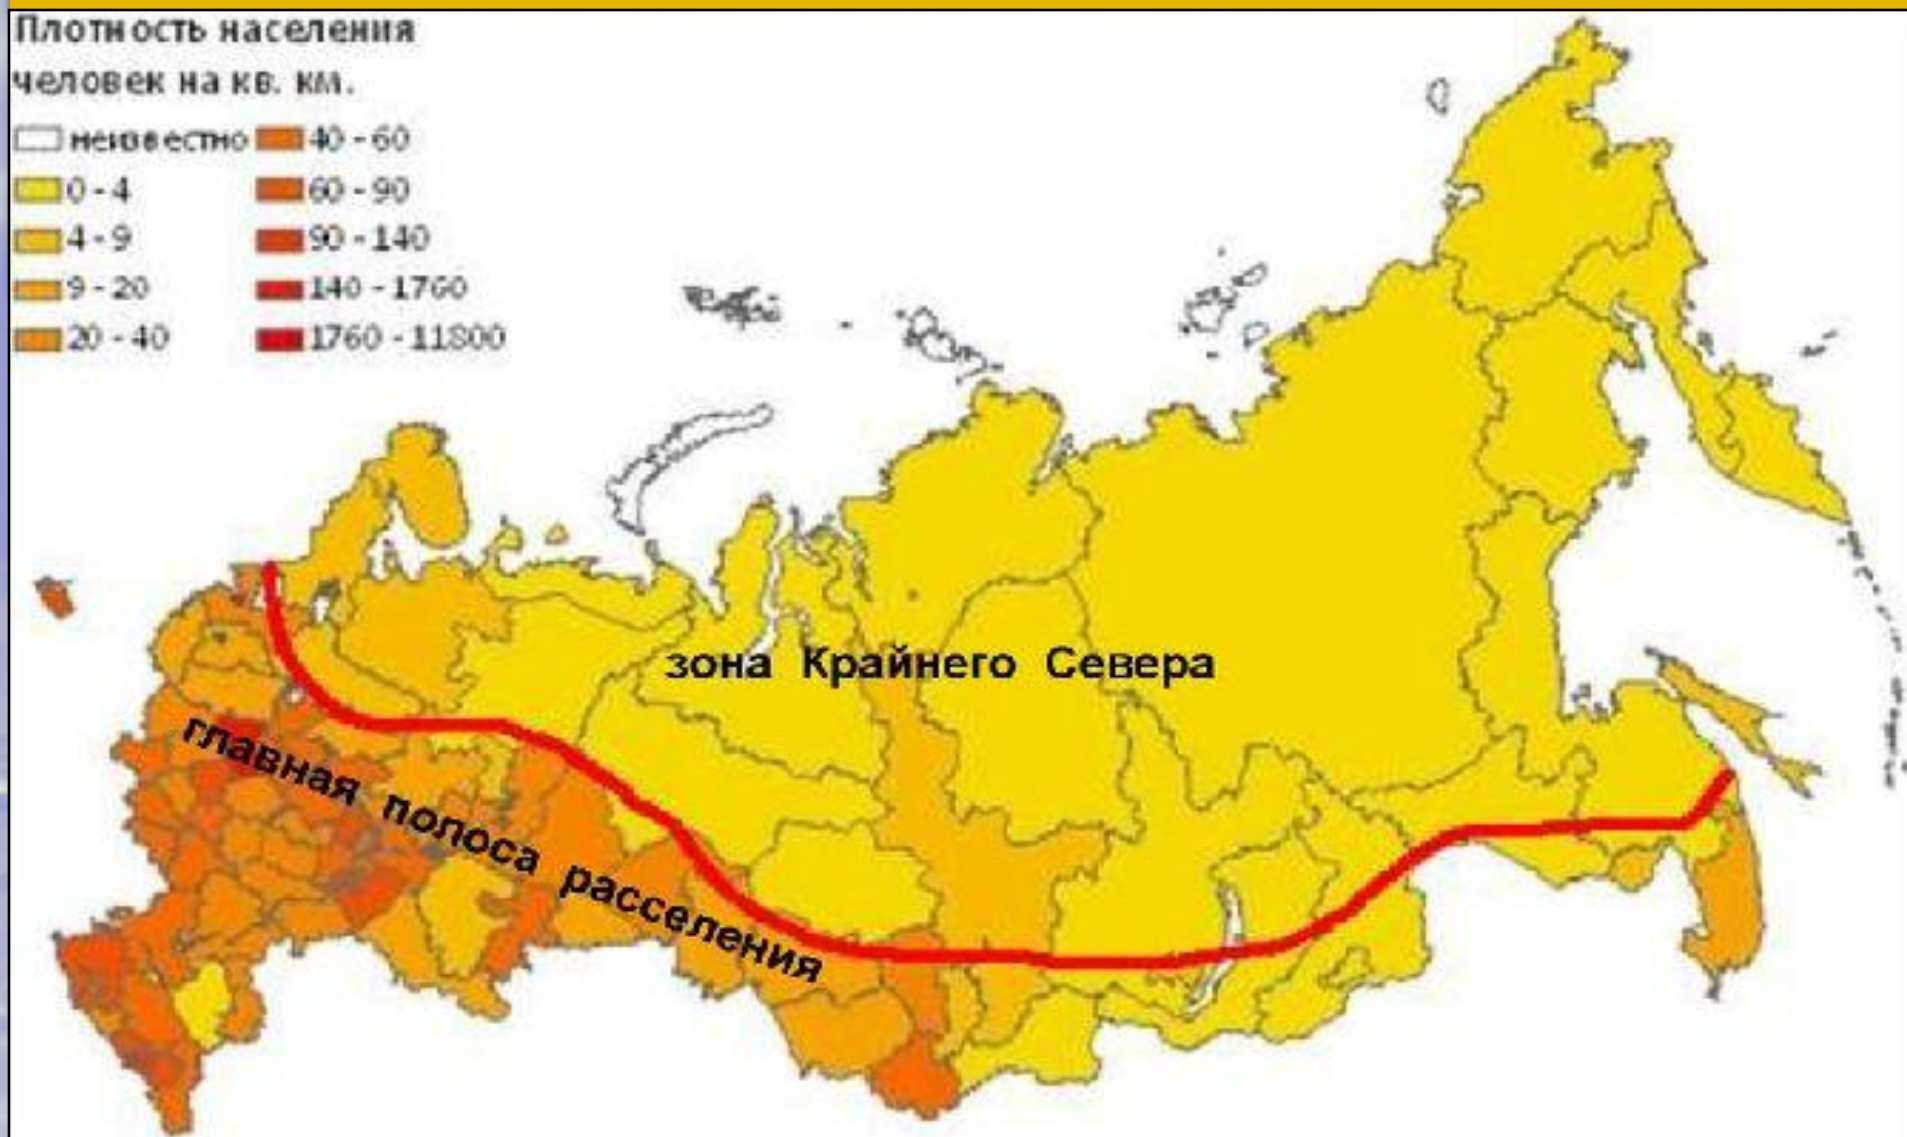 Плотность населения
человек на кв. км.
неизвестно
0 - 4
4 - 9
9 - 20
20 - 40
40 - 60
60 - 90
90 - 140
140 - 1760
1760 - 11800
зона Крайнего Севера
главная полоса расселения